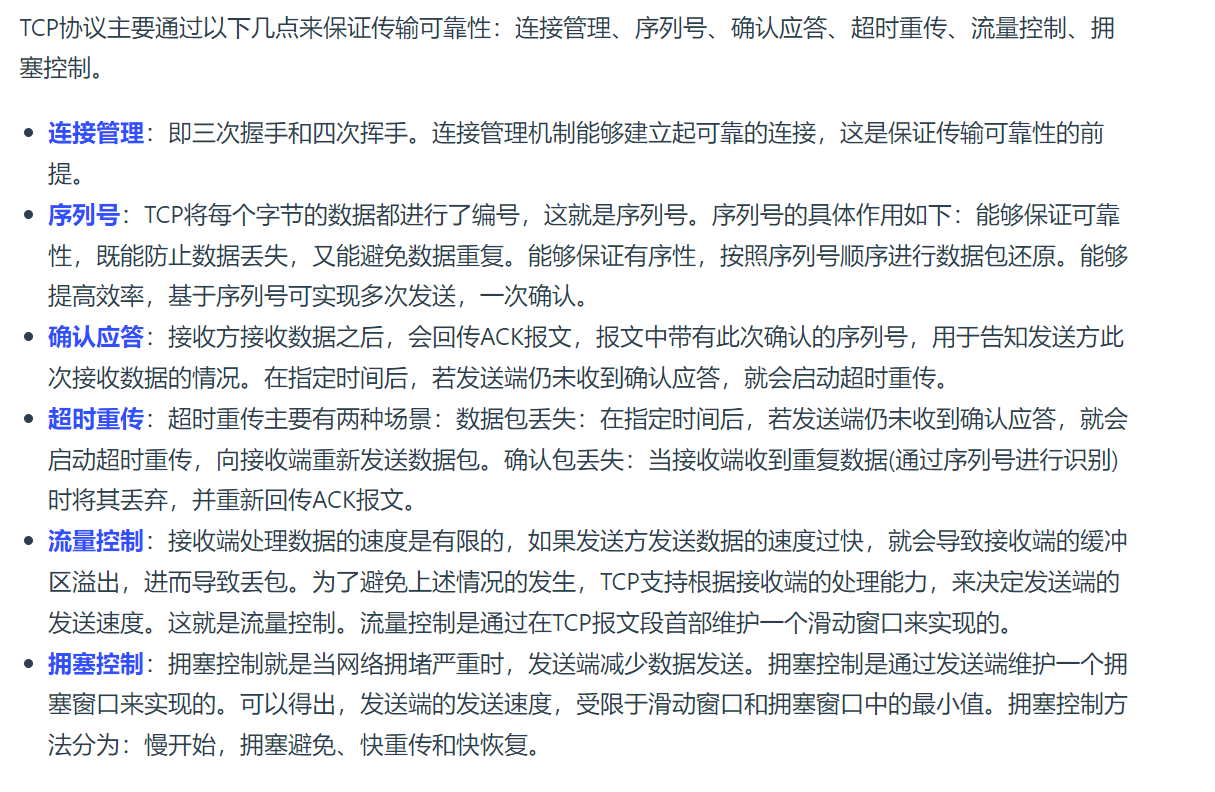 TCP协议主要通过以下几点来保证传输可靠性：连接管理、序列号、确认应答、超时重传、流量控制、拥
塞控制。
连接管理：即三次握手和四次挥手。连接管理机制能够建立起可靠的连接，这是保证传输可靠性的前
提。
序列号：TCP将每个字节的数据都进行了编号，这就是序列号。序列号的具体作用如下：能够保证可靠
性，既能防止数据丢失，又能避免数据重复。能够保证有序性，按照序列号顺序进行数据包还原。能够
提高效率，基于序列号可实现多次发送，一次确认。
确认应答：接收方接收数据之后，会回传ACK报文，报文中带有此次确认的序列号，用于告知发送方此
次接收数据的情况。在指定时间后，若发送端仍未收到确认应答，就会启动超时重传。
超时重传：超时重传主要有两种场景：数据包丢失：在指定时间后，若发送端仍未收到确认应答，就会
启动超时重传，向接收端重新发送数据包。确认包丢失：当接收端收到重复数据(通过序列号进行识别)
时将其丢弃，并重新回传ACK报文。
流量控制：接收端处理数据的速度是有限的，如果发送方发送数据的速度过快，就会导致接收端的缓冲
区溢出，进而导致丢包。为了避免上述情况的发生，TCP支持根据接收端的处理能力，来决定发送端的
发送速度。这就是流量控制。流量控制是通过在TCP报文段首部维护一个滑动窗口来实现的。
拥塞控制：拥塞控制就是当网络拥堵严重时，发送端减少数据发送。拥塞控制是通过发送端维护一个拥
塞窗口来实现的。可以得出，发送端的发送速度，受限于滑动窗口和拥塞窗口中的最小值。拥塞控制方
法分为：慢开始，拥塞避免、快重传和快恢复。